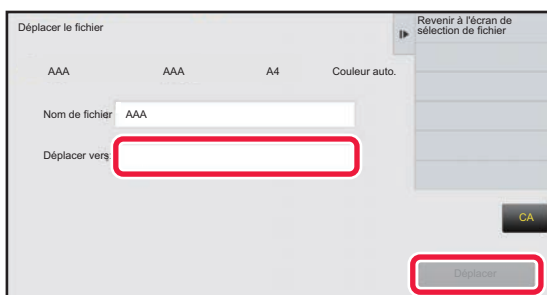 Déplacer le fichier
Revenir à l'écran de
sélection de fichier
AAA AAA A4 Couleur auto.
Nom de fichier AAA
Déplacer vers:
CA
Déplacer